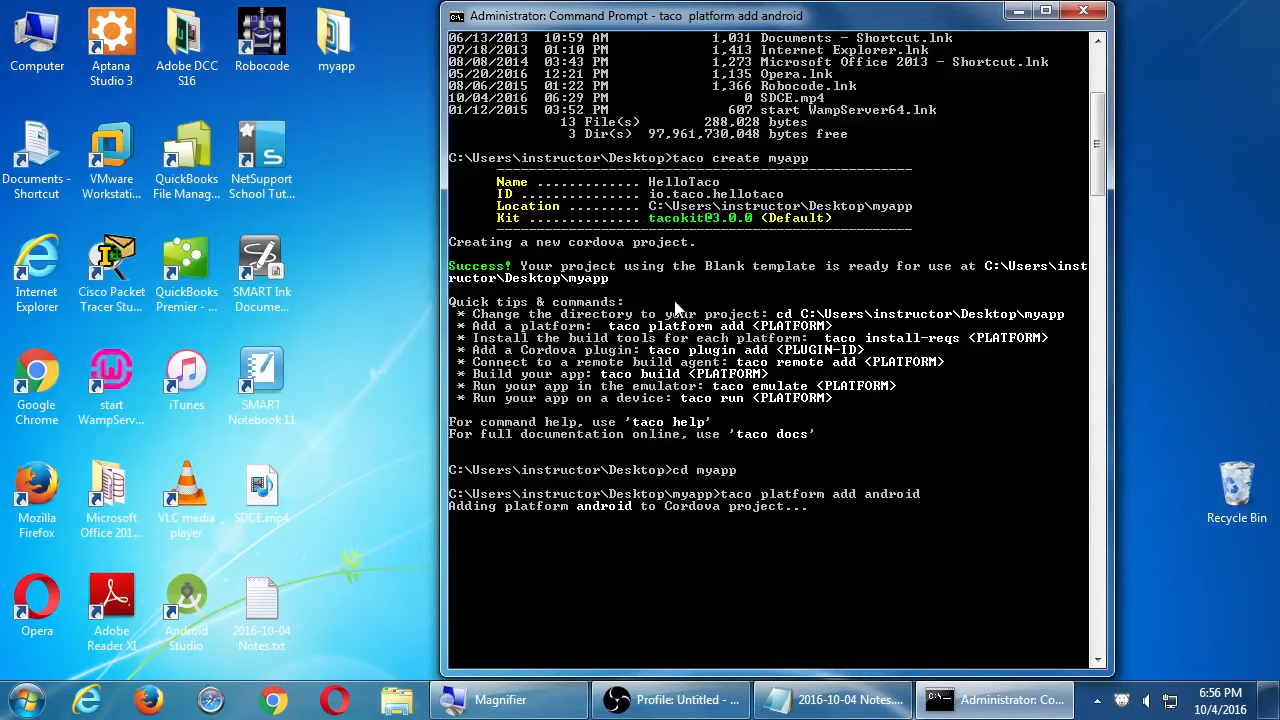 Administrator: Command Prompt - taco platform add android
06/13/2013 10:59 AM 1,031 Documents - Shortcut.lnk
07/18/2013 01:10 PM 1,413 Internet Explorer.lnk
08/08/2014 03:43 PM 1,273 Microsoft Office 2013 - Shortcut.lnk
05/20/2016 12:21 PM 1,135 Opera.lnk
08/06/2015 01:22 PM 1,366 Robocode.lnk
10/04/2016 06:29 PM 0 SDCE.mp4
01/12/2015 03:52 PM 607 start WampServer64.lnk
13 File(s) 288,028 bytes
3 Dir(s) 97,961,730,048 bytes free
C:\Users\instructor\Desktop>taco create myapp
----------------------------------------------------
Name ............. HelloTaco
ID ............... io.taco.hellotaco
Location ......... C:\Users\instructor\Desktop\myapp
Kit .............. tacokit@3.0.0 (Default)
----------------------------------------------------
Creating a new cordova project.
Success! Your project using the Blank template is ready for use at C:\Users\inst
ructor\Desktop\myapp
Quick tips & commands:
* Change the directory to your project: cd C:\Users\instructor\Desktop\myapp
* Add a platform: taco platform add <PLATFORM>
* Install the build tools for each platform: taco install-reqs <PLATFORM>
* Add a Cordova plugin: taco plugin add <PLUGIN-ID>
* Connect to a remote build agent: taco remote add <PLATFORM>
* Build your app: taco build <PLATFORM>
* Run your app in the emulator: taco emulate <PLATFORM>
* Run your app on a device: taco run <PLATFORM>
For command help, use 'taco help'
For full documentation online, use 'taco docs'
C:\Users\instructor\Desktop>cd myapp
C:\Users\instructor\Desktop\myapp>taco platform add android
Adding platform android to Cordova project...
Computer
Aptana
Studio 3
Adobe DCC
S16
Robocode
myapp
Documents -
Shortcut
VMware
Workstati...
QuickBooks
File Manag...
NetSupport
School Tut...
Internet
Explorer
Cisco Packet
Tracer Stu...
QuickBooks
Premier - ...
SMART Ink
Docume...
Google
Chrome
start
WampServ...
iTunes
SMART
Notebook 11
Mozilla
Firefox
Microsoft
Office 201...
VLC media
player
SDCE.mp4
Opera
Adobe
Reader XI
Android
Studio
2016-10-04
Notes.txt
Recycle Bin
Magnifier
Profile: Untitled - ...
2016-10-04 Notes....
Administrator: Co...
6:56 PM
10/4/2016